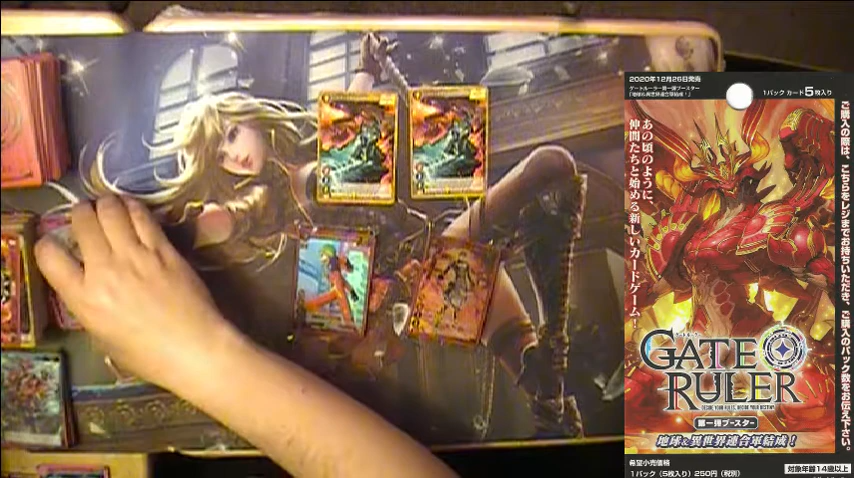 2020年12月26日発売
ゲートルーラー第一弾ブースター
「地球&異世界連合軍結成!」
1パック カード5枚入り
ご購入の際は、こちらをレジまでお持ちいただき、ご購入のパック数をお伝え下さい。
あの頃のように、
仲間たちと始める新しいカードゲーム!
GATE RULER
DECIDE YOUR RULES, DECIDE YOUR DESTINY.
第一弾ブースター
地球&異世界連合軍結成!
希望小売価格
1パック(5枚入り)250円(税別)
対象年齢14歳以上